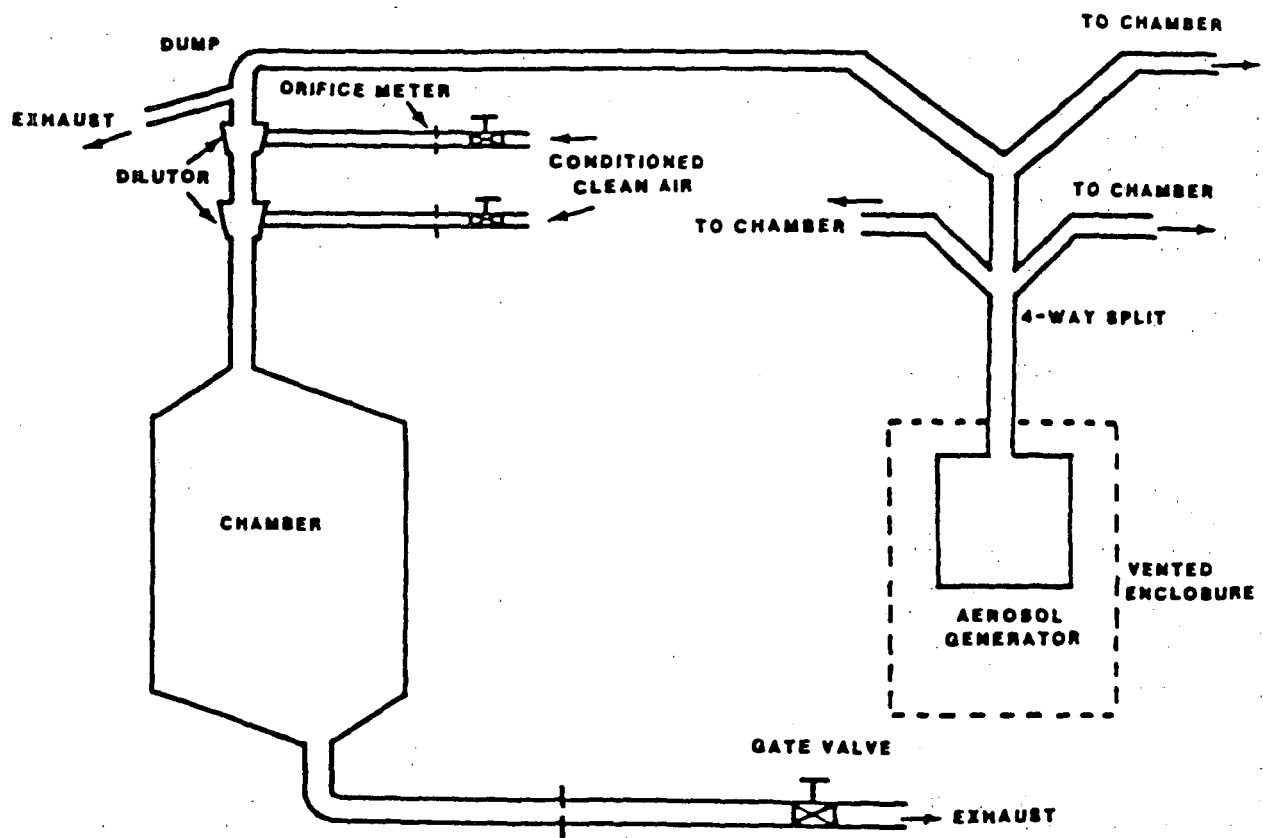 TO CHAMBER
DUMP
ORIFICE METER
EXHAUST
CONDITIONED
CLEAN AIR
DILUTOR
TO CHAMBER
TO CHAMBER
4-WAY SPLIT
CHAMBER
VENTED
ENCLOSURE
AEROSOL
GENERATOR
GATE VALVE
EXHAUST